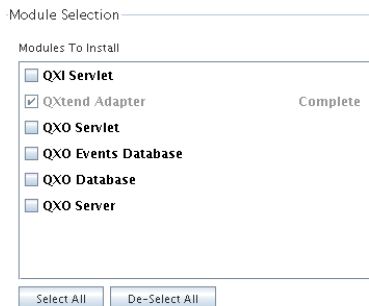 Module Selection
Modules To Install
QXI Servlet
QXtend Adapter Complete
QXO Servlet
QXO Events Database
QXO Database
QXO Server
Select All De-Select All